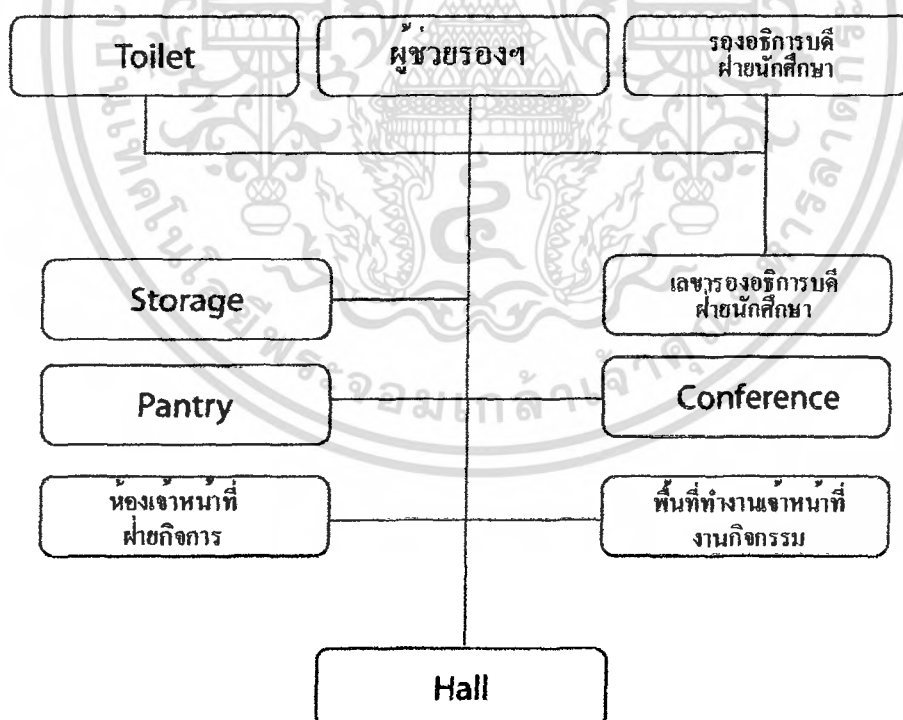 Toilet
ผู้ช่วยรองฯ
รองอธิการบดี
ฝ่ายนักศึกษา
Storage
เลขารองอธิการบดี
ฝ่ายนักศึกษา
Pantry
Conference
ห้องเจ้าหน้าที่
ฝ่ายกิจการ
พื้นที่ทำงานเจ้าหน้าที่
งานกิจกรรม
Hall